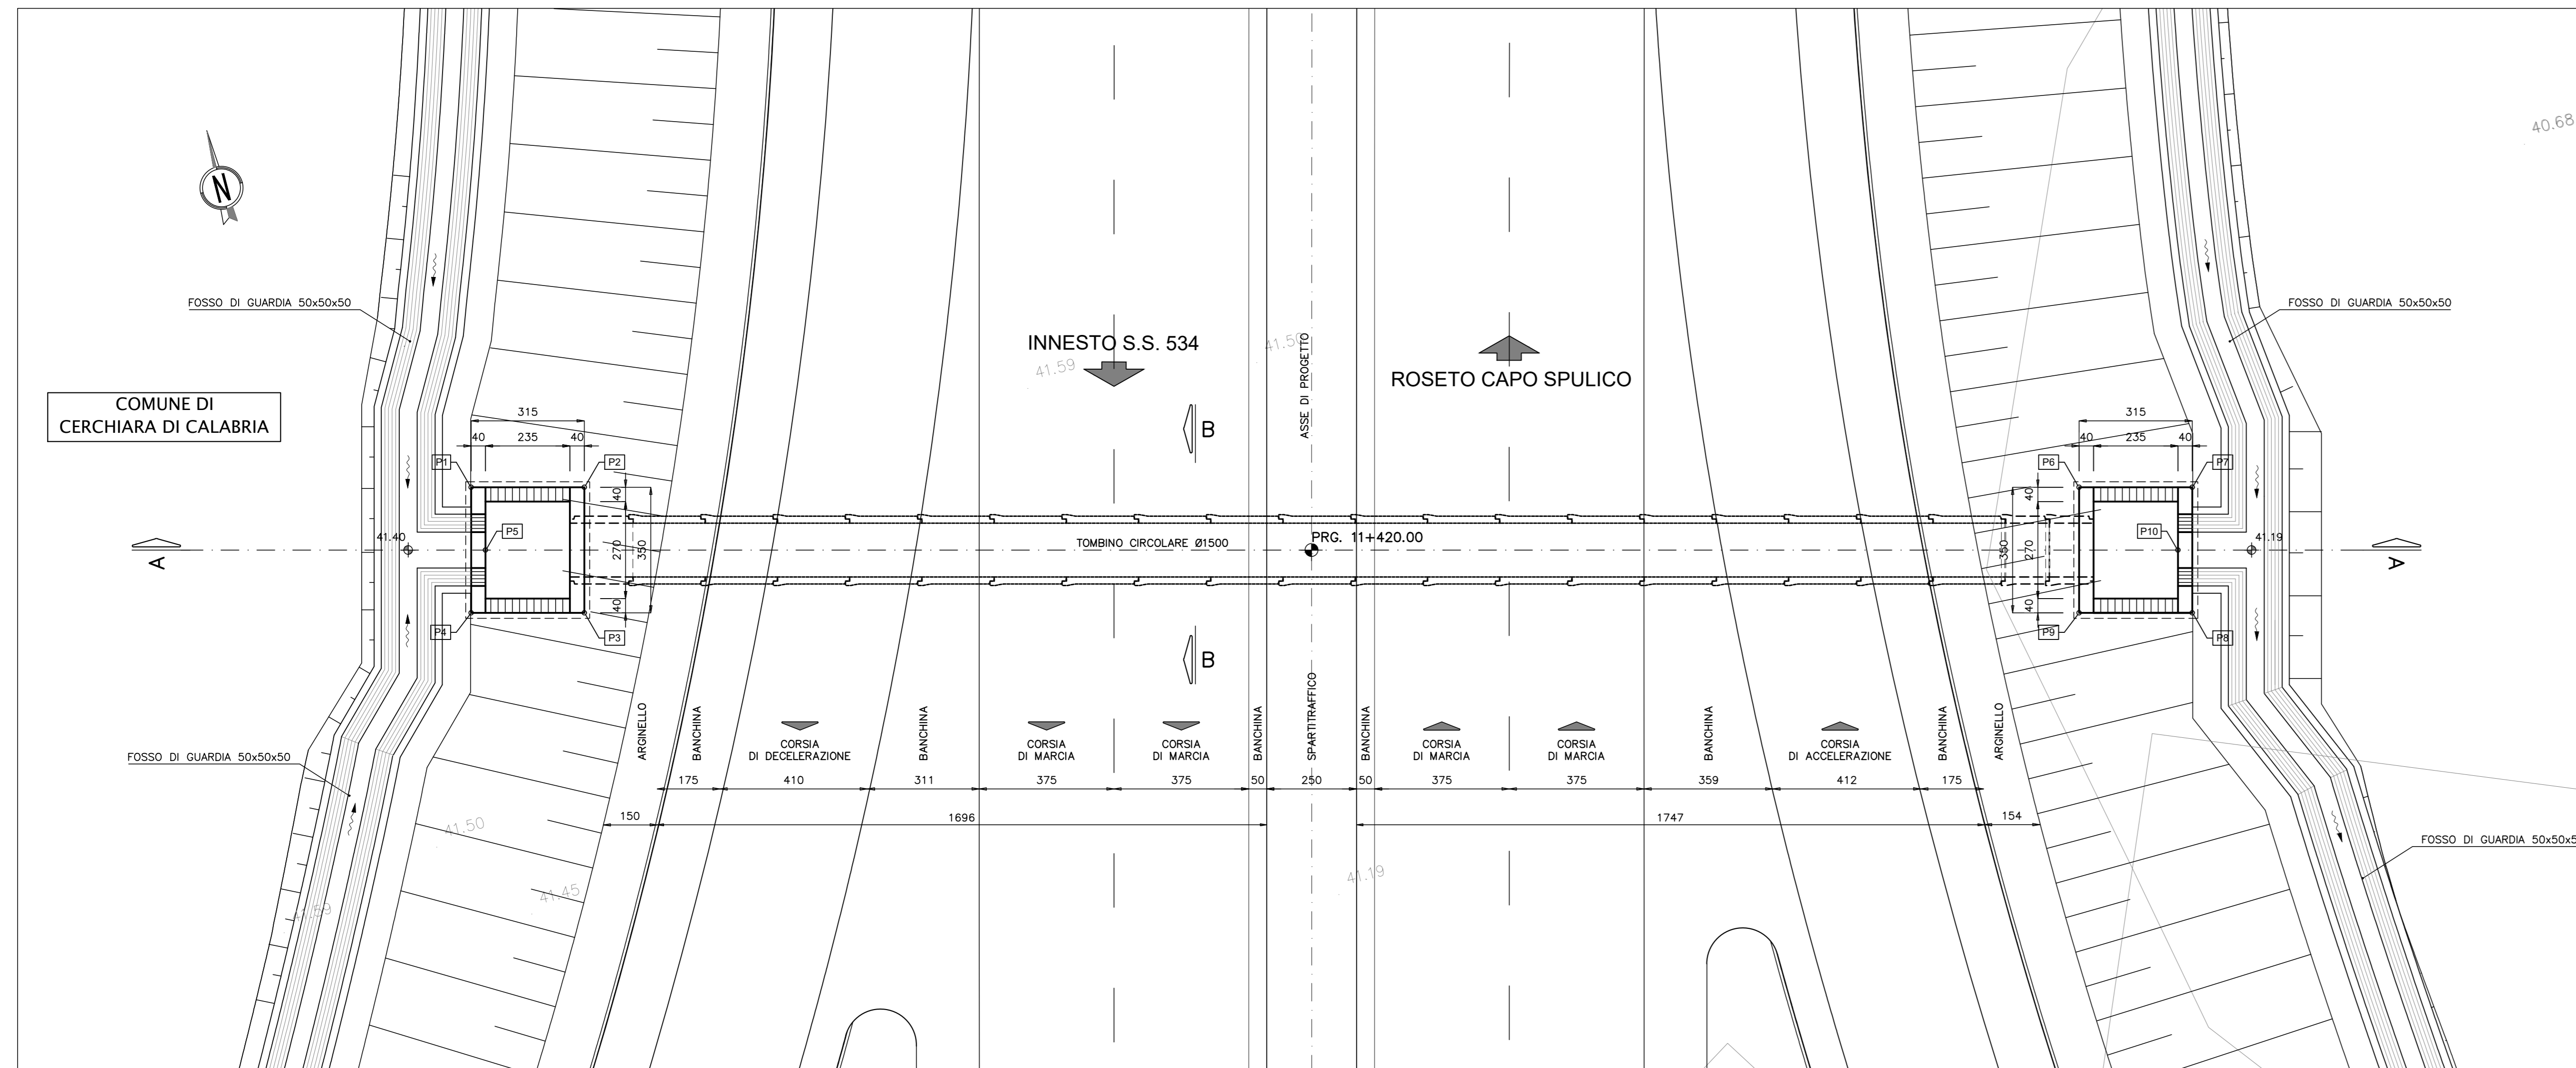 40.68
N
FOSSO DI GUARDIA 50x50x50
FOSSO DI GUARDIA 50x50x50
INNESTO S.S. 534
41.59
41.50
ASSE DI PROGETTO
ROSETO CAPO SPULICO
COMUNE DI
CERCHIARA DI CALABRIA
315
40 235 40
P1
P2
40
270
350
40
P5
P4
P3
41.40
A
B
TOMBINO CIRCOLARE Ø1500
PRG. 11+420.00
B
315
40 235 40
P6
P7
40
350
270
40
P10
P9
P8
41.19
A
ARGINELLO
BANCHINA
CORSIA
DI DECELERAZIONE
BANCHINA
CORSIA
DI MARCIA
CORSIA
DI MARCIA
BANCHINA
SPARTITRAFFICO
BANCHINA
CORSIA
DI MARCIA
CORSIA
DI MARCIA
BANCHINA
CORSIA
DI ACCELERAZIONE
BANCHINA
ARGINELLO
FOSSO DI GUARDIA 50x50x50
175 410 311 375 375 50 250 50 375 375 359 412 175
150 1696 1747 154
41.50
FOSSO DI GUARDIA 50x50x5
41.45
41.59
41.19